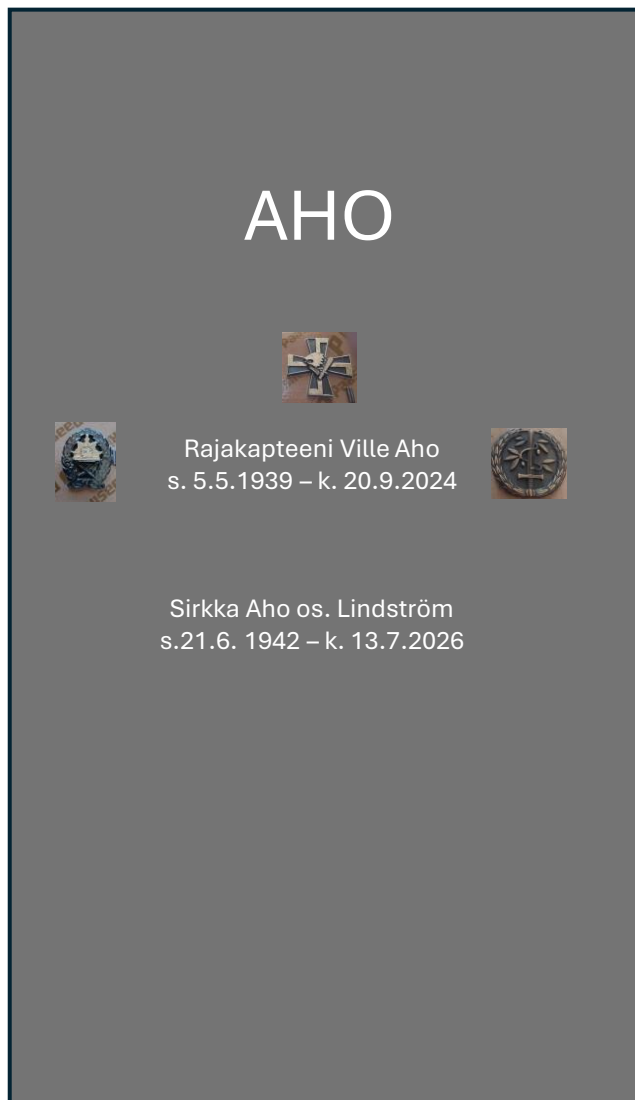 AHO
Rajakapteeni Ville Aho
s. 5.5.1939 – k. 20.9.2024
Sirkka Aho os. Lindström
s.21.6. 1942 – k. 13.7.2026